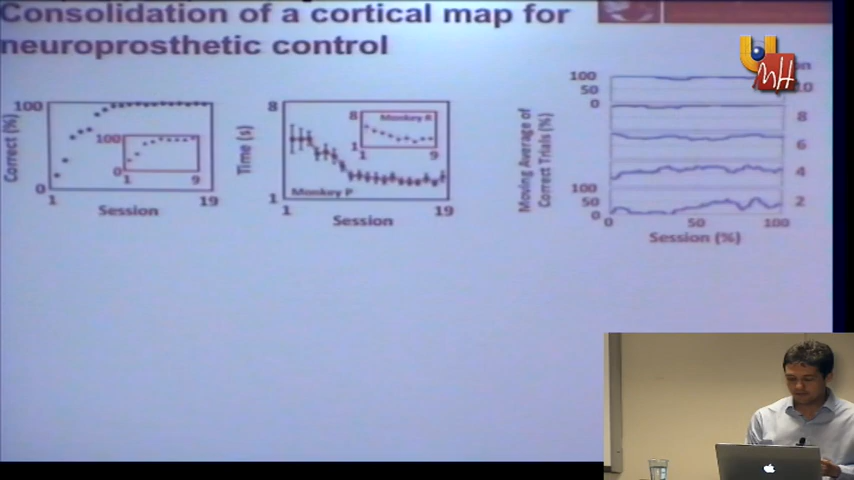 Consolidation of a cortical map for
neuroprosthetic control
100
Correct (%)
0
1
Session
19
100
0
1
9
8
Time (s)
1
Monkey P
1
Session
19
8
Monkey R
1
1
9
Moving Average of
Correct Trials (%)
100
50
0
100
50
0
0
50
100
Session (%)
10
8
6
4
2
U
MH